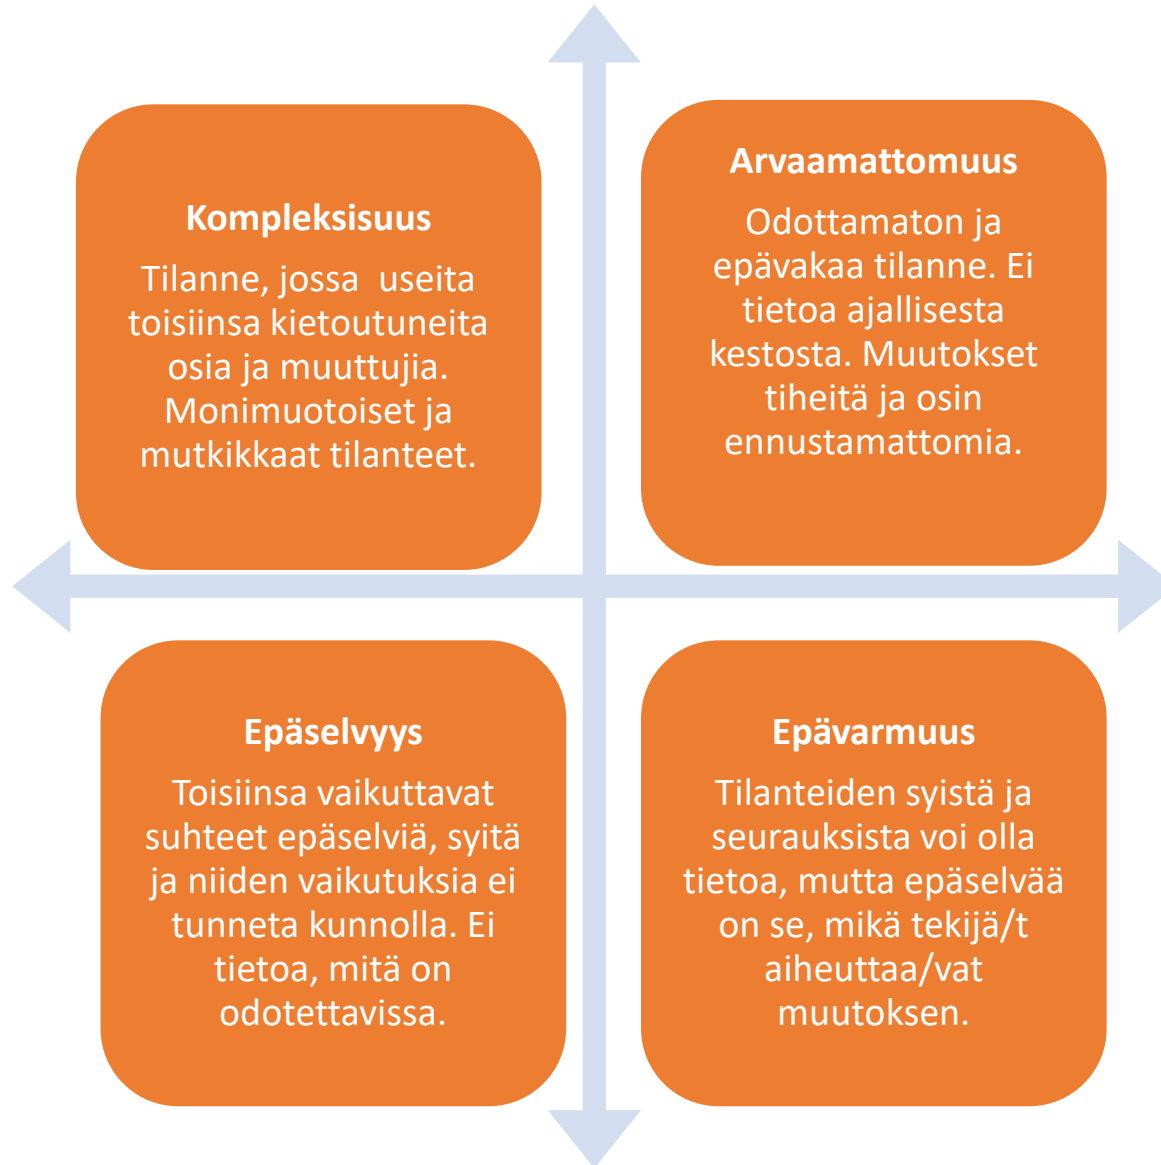 Kompleksisuus
Tilanne, jossa  useita
toisiinsa kietoutuneita
osia ja muuttujia.
Monimuotoiset ja
mutkikkaat tilanteet.
Arvaamattomuus
Odottamaton ja
epävakaa tilanne. Ei
tietoa ajallisesta
kestosta. Muutokset
tiheitä ja osin
ennustamattomia.
Epäselvyys
Toisiinsa vaikuttavat
suhteet epäselviä, syitä
ja niiden vaikutuksia ei
tunneta kunnolla. Ei
tietoa, mitä on
odotettavissa.
Epävarmuus
Tilanteiden syistä ja
seurauksista voi olla
tietoa, mutta epäselvää
on se, mikä tekijä/t
aiheuttaa/vat
muutoksen.